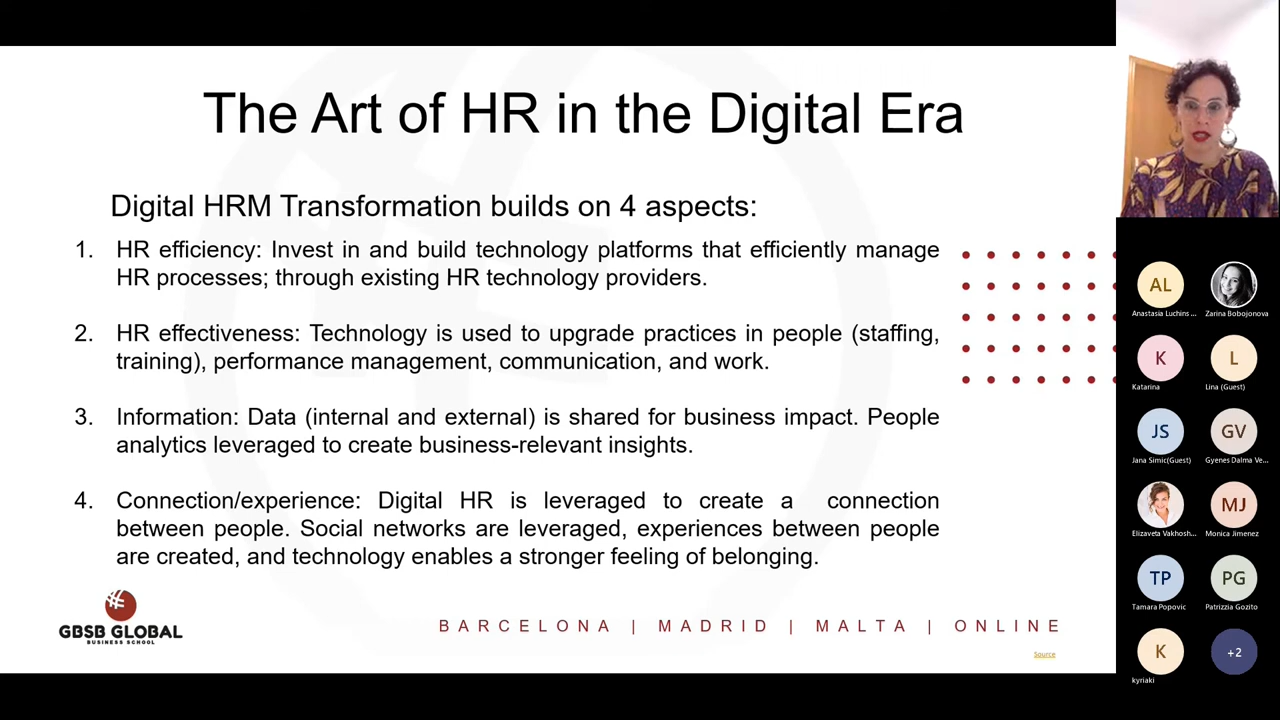 The Art of HR in the Digital Era
Digital HRM Transformation builds on 4 aspects:
1. HR efficiency: Invest in and build technology platforms that efficiently manage
HR processes; through existing HR technology providers.
2. HR effectiveness: Technology is used to upgrade practices in people (staffing,
training), performance management, communication, and work.
3. Information: Data (internal and external) is shared for business impact. People
analytics leveraged to create business-relevant insights.
4. Connection/experience: Digital HR is leveraged to create a connection
between people. Social networks are leveraged, experiences between people
are created, and technology enables a stronger feeling of belonging.
GBSB GLOBAL
BUSINESS SCHOOL
BARCELONA | MADRID | MALTA | ONLINE
Source
AL
Anastasia Luchins ...
Zarina Bobojonova
K
Katarina
L
Lina (Guest)
JS
Jana Simic(Guest)
GV
Gyenes Dalma Ve...
Elizaveta Vakhosh...
MJ
Monica Jimenez
TP
Tamara Popovic
PG
Patrizzia Gozito
K
kyriaki
+2